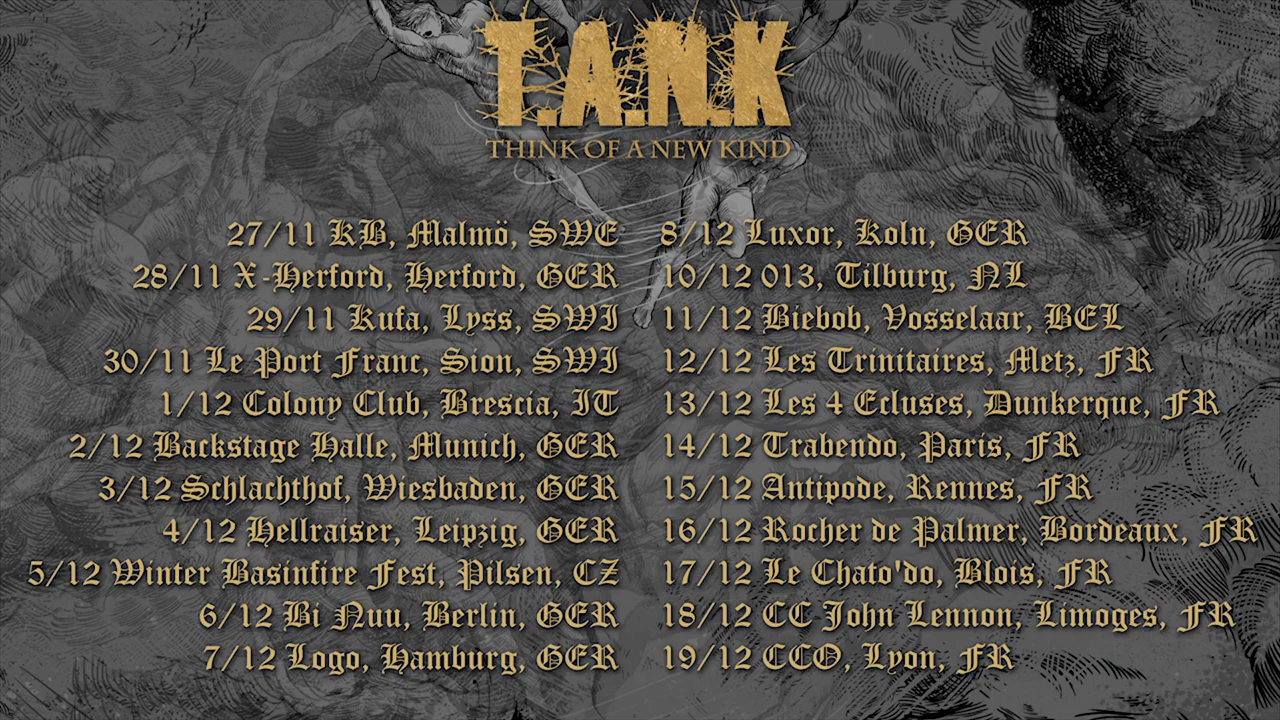 T.A.N.K
THINK OF A NEW KIND
27/11 KB, Malmö, SWE
28/11 X-Herford, Herford, GER
29/11 Kufa, Lyss, SWI
30/11 Le Port Franc, Sion, SWI
1/12 Colony Club, Brescia, IT
2/12 Backstage Halle, Munich, GER
3/12 Schlachthof, Wiesbaden, GER
4/12 Hellraiser, Leipzig, GER
5/12 Winter Basinfire Fest, Pilsen, CZ
6/12 Bi Nuu, Berlin, GER
7/12 Logo, Hamburg, GER
8/12 Luxor, Koln, GER
10/12 013, Tilburg, NL
11/12 Biebob, Vosselaar, BEL
12/12 Les Trinitaires, Metz, FR
13/12 Les 4 Ecluses, Dunkerque, FR
14/12 Trabendo, Paris, FR
15/12 Antipode, Rennes, FR
16/12 Rocher de Palmer, Bordeaux, FR
17/12 Le Chato'do, Blois, FR
18/12 CC John Lennon, Limoges, FR
19/12 CCO, Lyon, FR